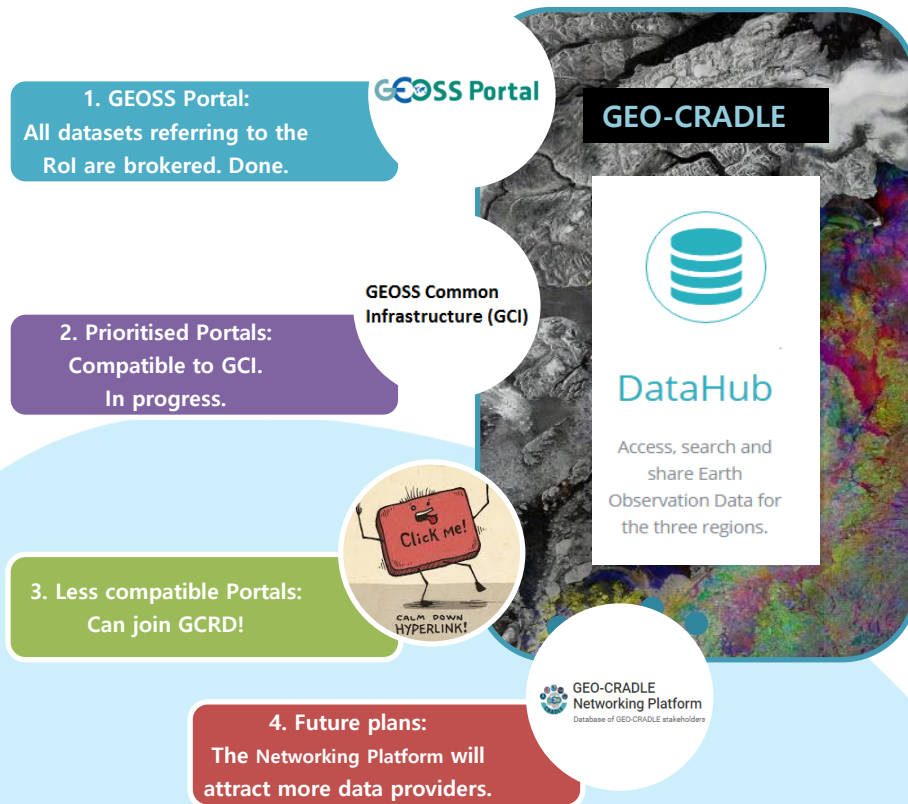 1. GEOSS Portal:
All datasets referring to the
RoI are brokered. Done.
GEOSS Portal
GEO-CRADLE
DataHub
Access, search and
share Earth
Observation Data for
the three regions.
GEOSS Common
Infrastructure (GCI)
2. Prioritised Portals:
Compatible to GCI.
In progress.
Click Me!
CALM DOWN
HYPERLINK!
3. Less compatible Portals:
Can join GCRD!
GEO-CRADLE
Networking Platform
Database of GEO-CRADLE stakeholders
4. Future plans:
The Networking Platform will
attract more data providers.